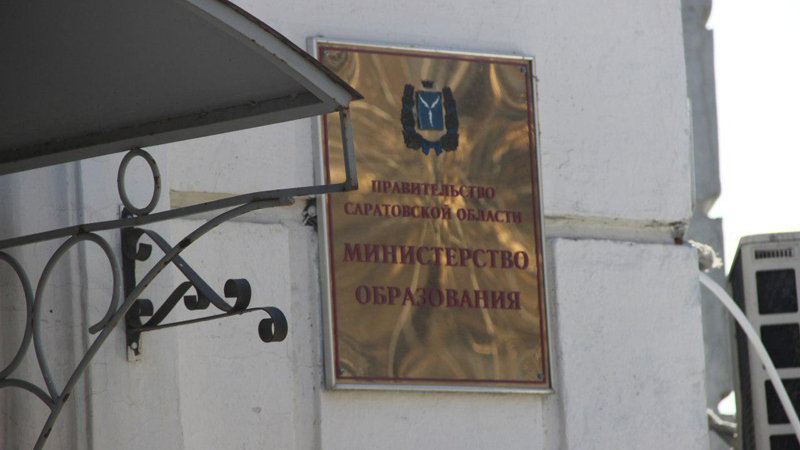 ПРАВИТЕЛЬСТВО
САРАТОВСКОЙ ОБЛАСТИ
МИНИСТЕРСТВО
ОБРАЗОВАНИЯ